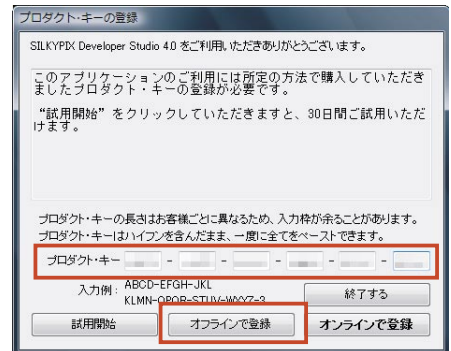 プロダクト・キーの登録
SILKYPIX Developer Studio 4.0 をご利用いただきありがとうございます。
このアプリケーションのご利用には所定の方法で購入していただき
ましたプロダクト・キーの登録が必要です。
“試用開始”をクリックしていただきますと、30日間ご試用いただ
けます。
プロダクト・キーの長さはお客様ごとに異なるため、入力枠が余ることがあります。
プロダクト・キーはハイフンを含んだまま、一度に全てをペーストできます。
プロダクト・キー - - - - -
入力例: ABCD-EFGH-JKL
KLMN-OPQR-STUV-WXYZ-3
終了する
試用開始 オフラインで登録 オンラインで登録